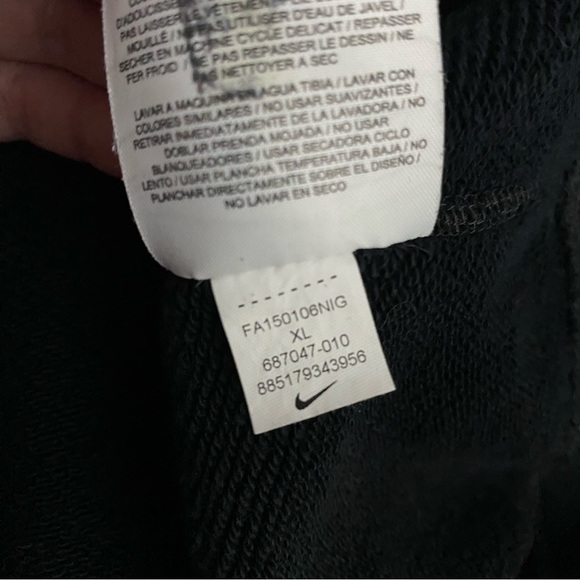 D'ADOUCISSE
PAS LAISSER LE VÊTEMEN
MOUILLÉ / NE PAS UTILISER D'EAU DE JAVEL /
SÉCHER EN MACHINE CYCLE DÉLICAT / REPASSER
FER FROID / NE PAS REPASSER LE DESSIN / NE
PAS NETTOYER À SEC
LAVAR A MAQUINA EN AGUA TIBIA / LAVAR CON
COLORES SIMILARES / NO USAR SUAVIZANTES /
RETIRAR INMEDIATAMENTE DE LA LAVADORA / NO
DOBLAR PRENDA MOJADA / NO USAR
BLANQUEADORES / USAR SECADORA CICLO
LENTO / USAR PLANCHA TEMPERATURA BAJA / NO
PLANCHAR DIRECTAMENTE SOBRE EL DISEÑO /
NO LAVAR EN SECO
FA150106NIG
XL
687047-010
885179343956